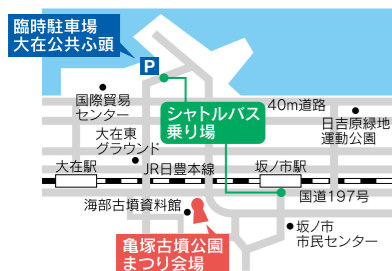 臨時駐車場
大在公共ふ頭
P
国際貿易
センター
シャトルバス
乗り場
40m道路
日吉原緑地
運動公園
大在東
グラウンド
大在駅
JR日豊本線
坂ノ市駅
国道197号
海部古墳資料館
坂ノ市
市民センター
亀塚古墳公園
まつり会場